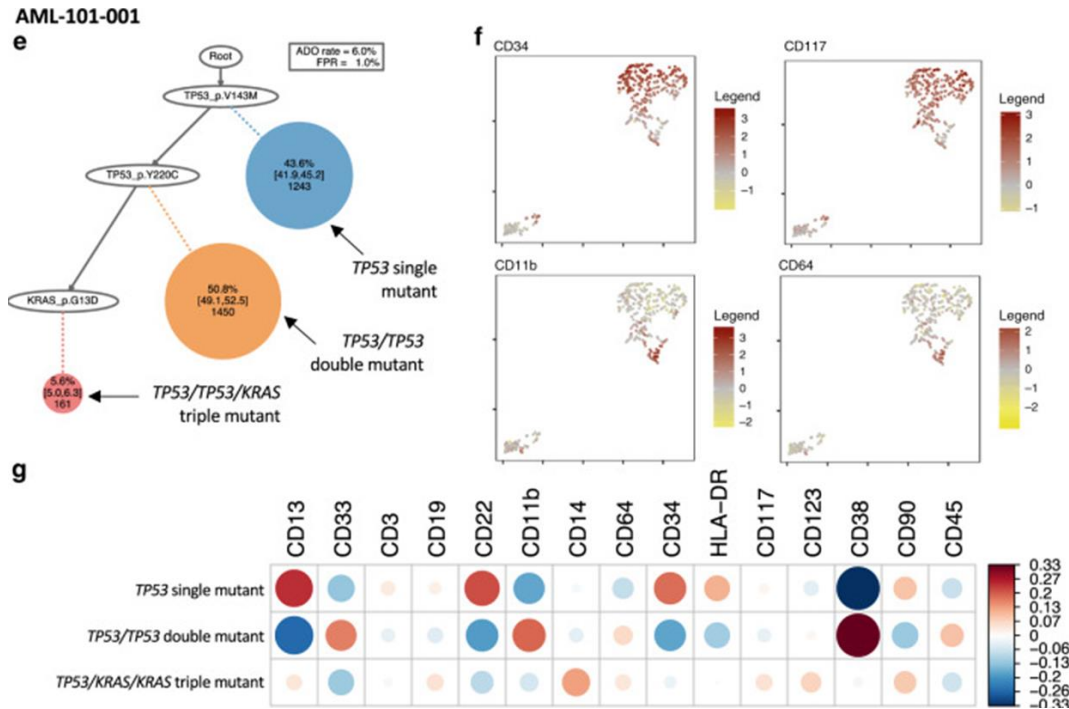 AML-101-001
e
Root
ADO rate = 6.0%
FPR = 1.0%
TP53_p.V143M
43.6%
[41.9,45.2]
1243
TP53_p.Y220C
TP53 single
mutant
50.8%
[49.1,52.5]
1450
KRAS_p.G13D
TP53/TP53
double mutant
5.6%
[5.0,6.3]
161
TP53/TP53/KRAS
triple mutant
f
CD34
Legend
3
2
1
0
−1
CD117
Legend
3
2
1
0
−1
CD11b
Legend
3
2
1
0
−1
−2
CD64
Legend
2
1
0
−1
−2
g
CD13
CD33
CD3
CD19
CD22
CD11b
CD14
CD64
CD34
HLA−DR
CD117
CD123
CD38
CD90
CD45
TP53 single mutant
TP53/TP53 double mutant
TP53/KRAS/KRAS triple mutant
0.33
0.27
0.2
0.13
0.07
0
-0.06
-0.13
-0.2
-0.26
-0.33